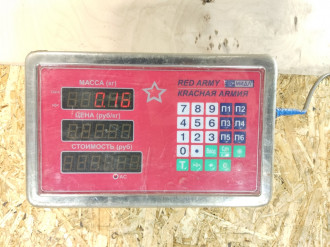 МАССА (кг)
0.16
ЦЕНА (руб/кг)
СТОИМОСТЬ (руб)
RED ARMY
КРАСНАЯ АРМИЯ
7 8 9 П1 П2
4 5 6 П3 П4
1 2 3 П5 П6
0 *
T